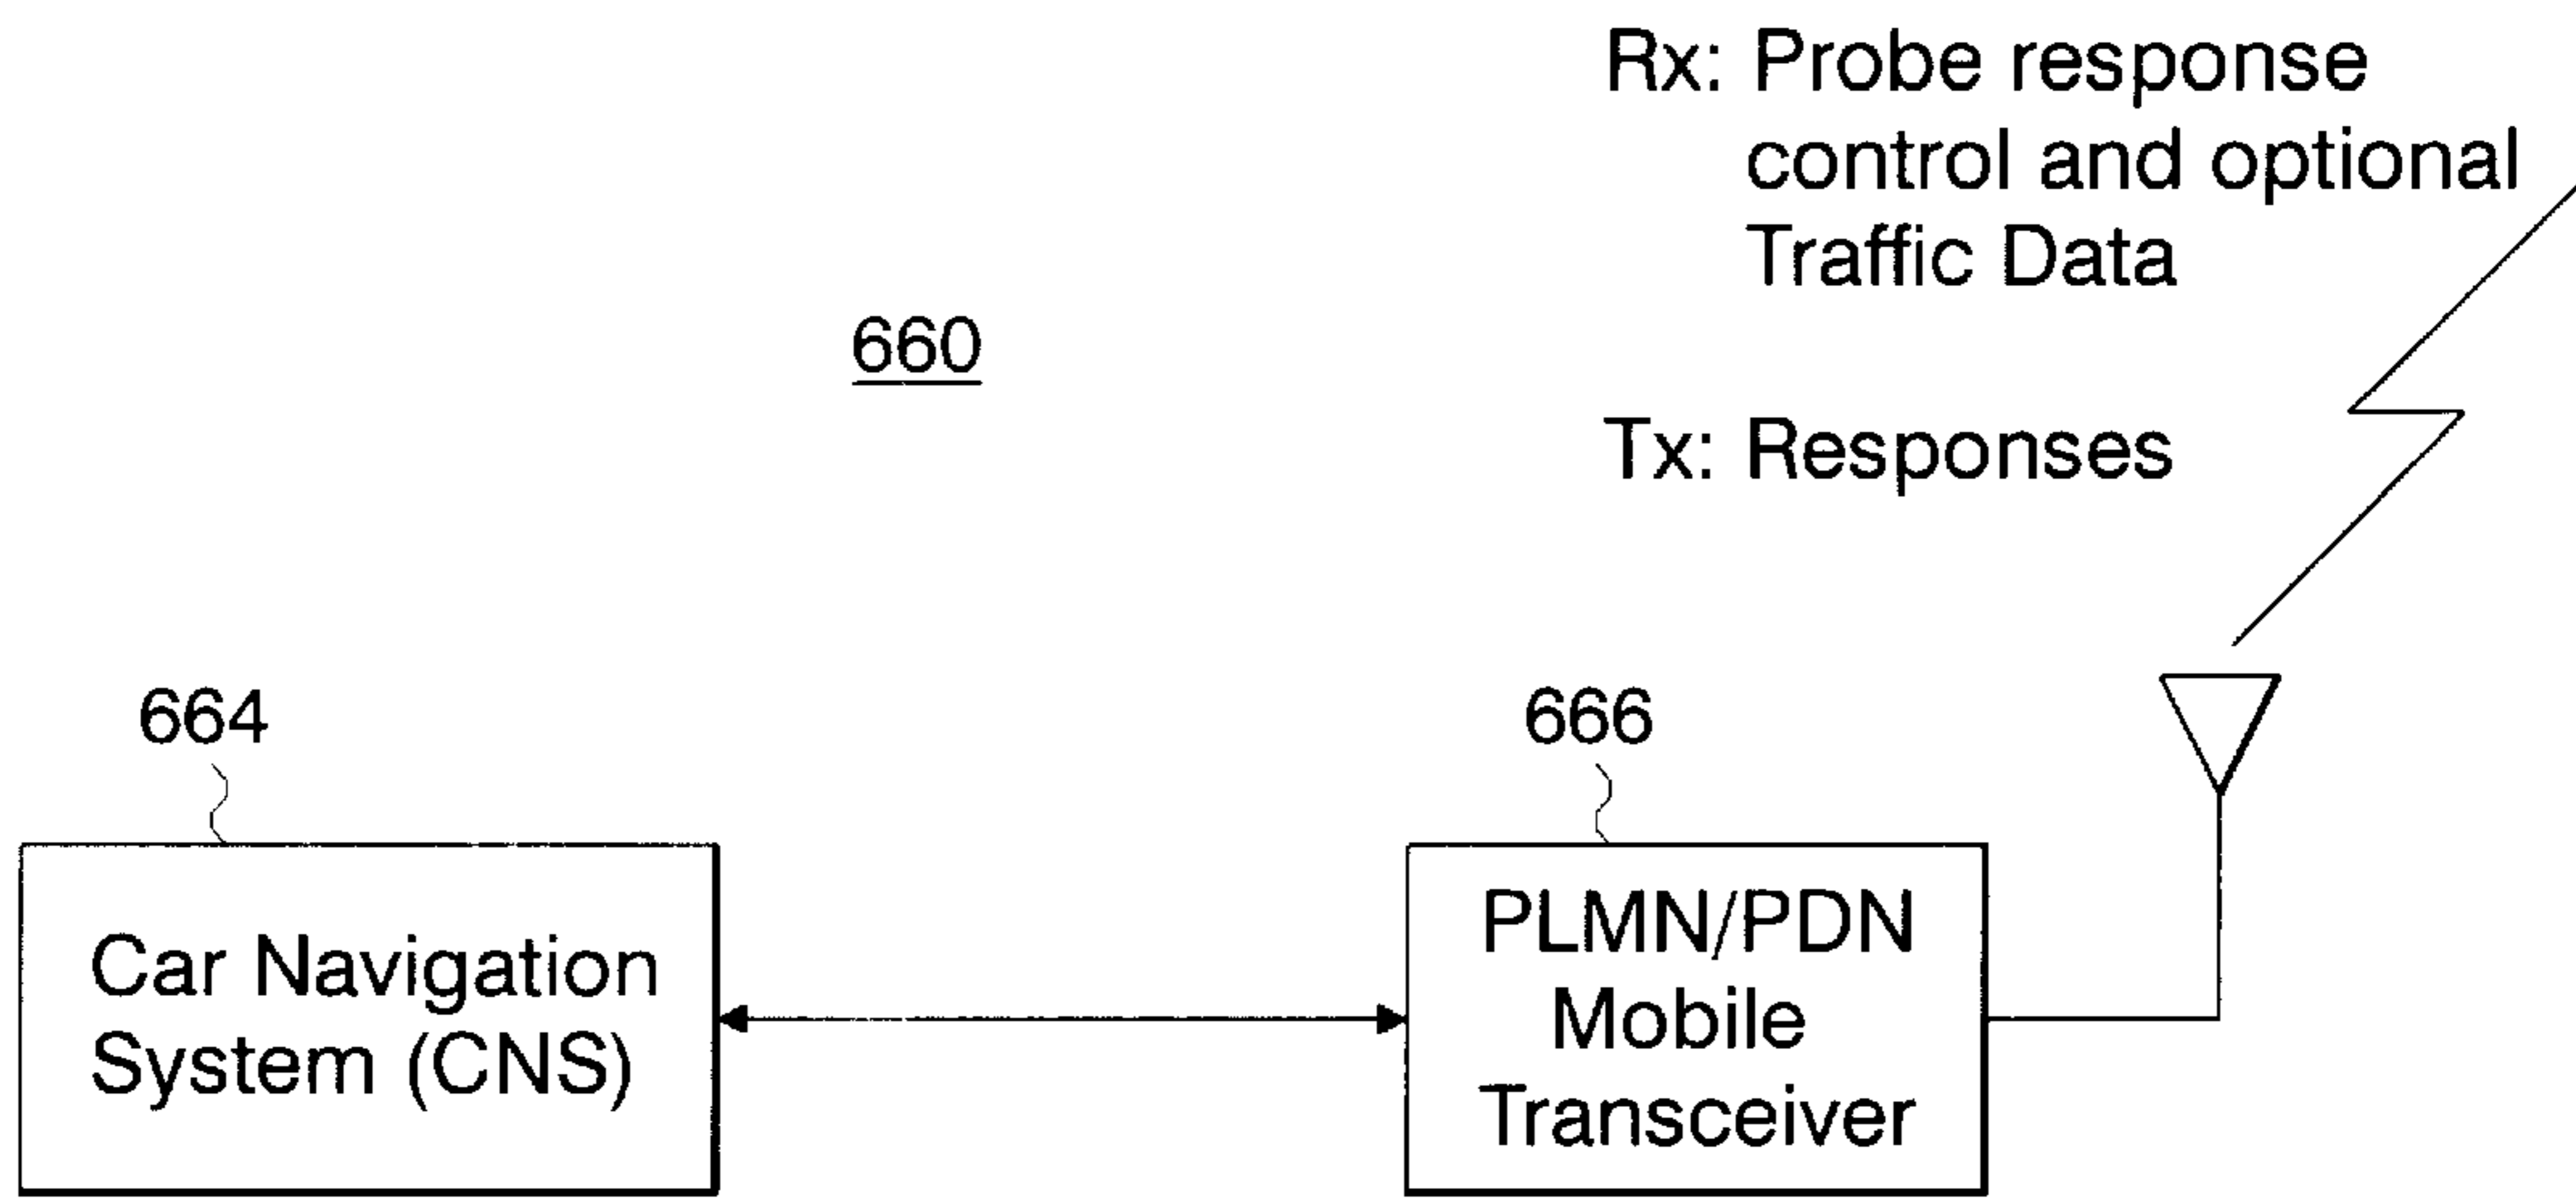 Rx: Probe response
control and optional
Traffic Data
660
Tx: Responses
664
666
Car Navigation
System (CNS)
PLMN/PDN
Mobile
Transceiver